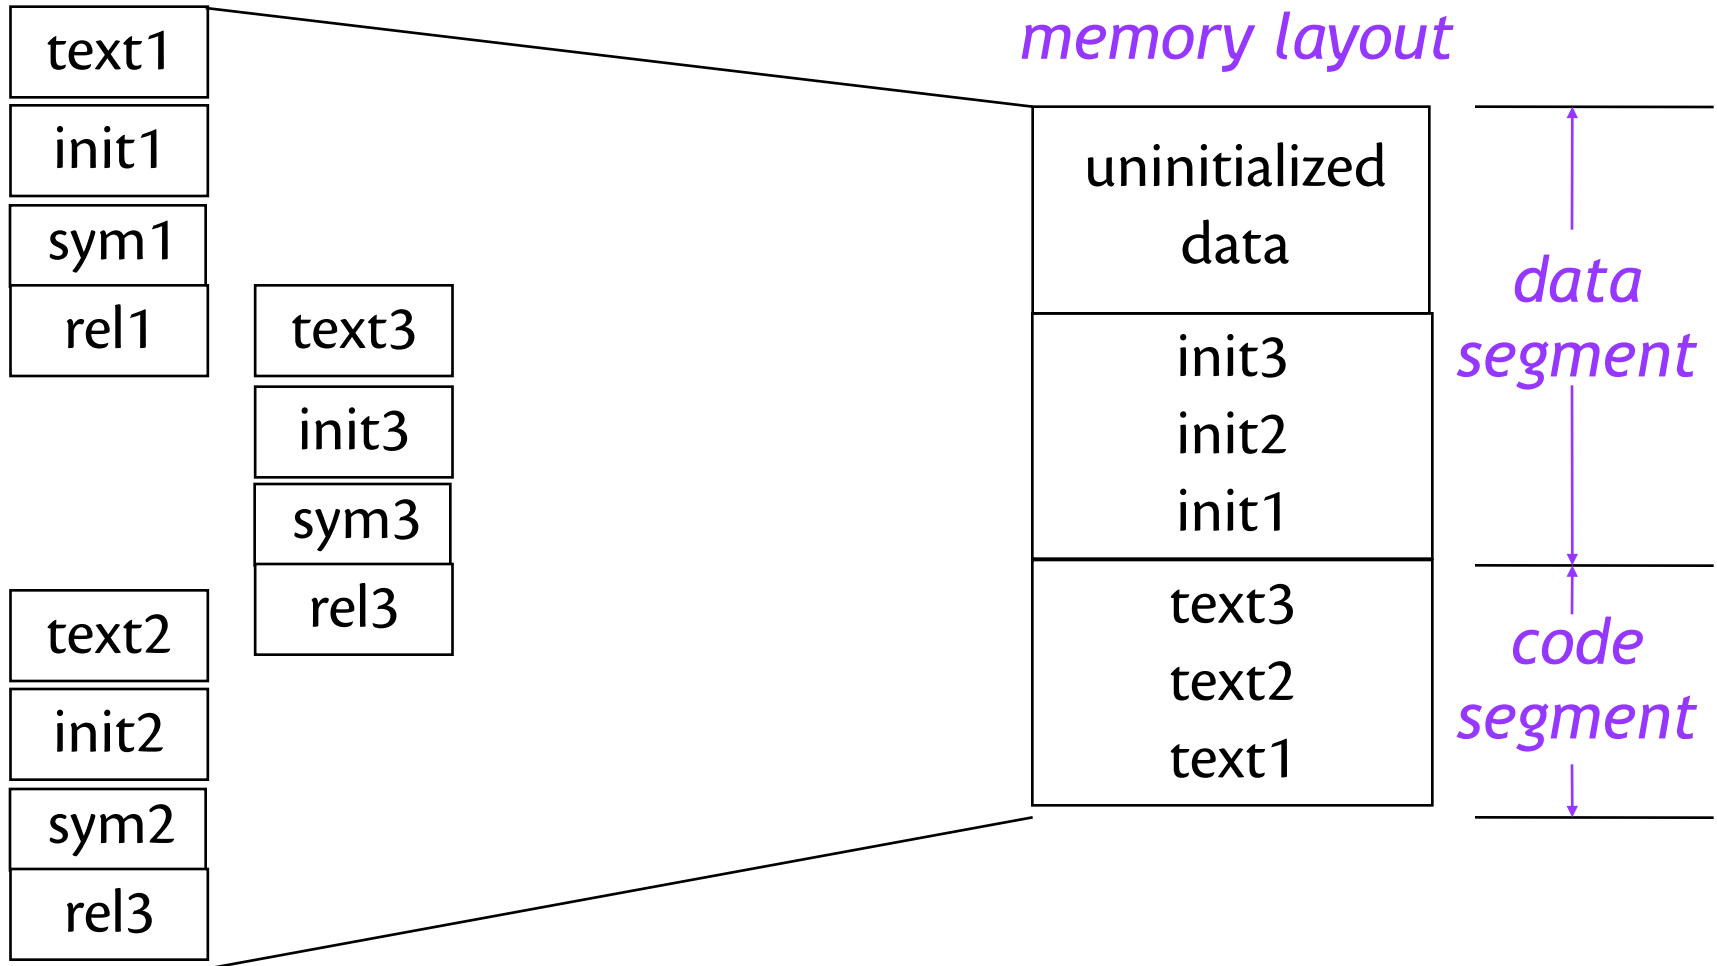 text1
init1
sym1
rel1
text3
init3
sym3
rel3
text2
init2
sym2
rel3
memory layout
uninitialized
data
init3
init2
init1
text3
text2
text1
data
segment
code
segment